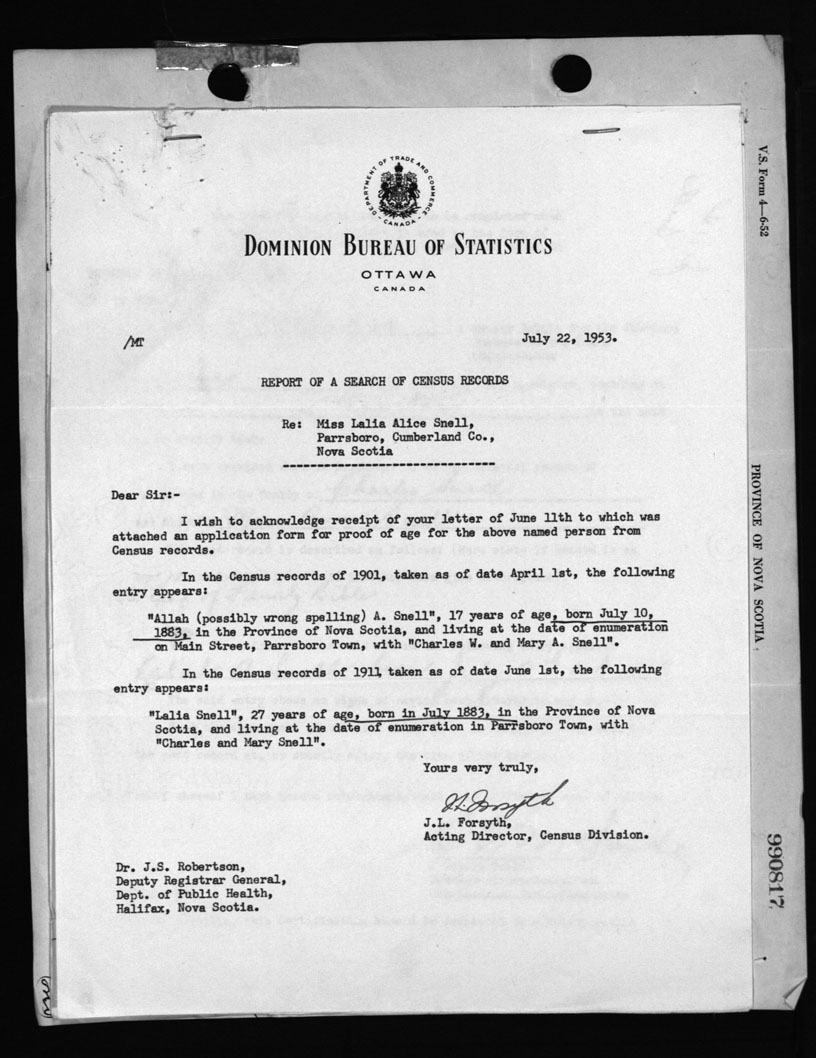 DEPARTMENT OF TRADE AND COMMERCE
CANADA
DOMINION BUREAU OF STATISTICS
OTTAWA
CANADA
/MT
July 22, 1953.
REPORT OF A SEARCH OF CENSUS RECORDS
Re: Miss Lalia Alice Snell,
Parrsboro, Cumberland Co.,
Nova Scotia
--------------------------------
Dear Sir:-
I wish to acknowledge receipt of your letter of June 11th to which was
attached an application form for proof of age for the above named person from
Census records.
In the Census records of 1901, taken as of date April 1st, the following
entry appears:
"Allah (possibly wrong spelling) A. Snell", 17 years of age, born July 10,
1883, in the Province of Nova Scotia, and living at the date of enumeration
on Main Street, Parrsboro Town, with "Charles W. and Mary A. Snell".
In the Census records of 1911, taken as of date June 1st, the following
entry appears:
"Lalia Snell", 27 years of age, born in July 1883, in the Province of Nova
Scotia, and living at the date of enumeration in Parrsboro Town, with
"Charles and Mary Snell".
Yours very truly,
J.L. Forsyth,
Acting Director, Census Division.
Dr. J.S. Robertson,
Deputy Registrar General,
Dept. of Public Health,
Halifax, Nova Scotia.
V.S. Form 4—6-52
PROVINCE OF NOVA SCOTIA
990817